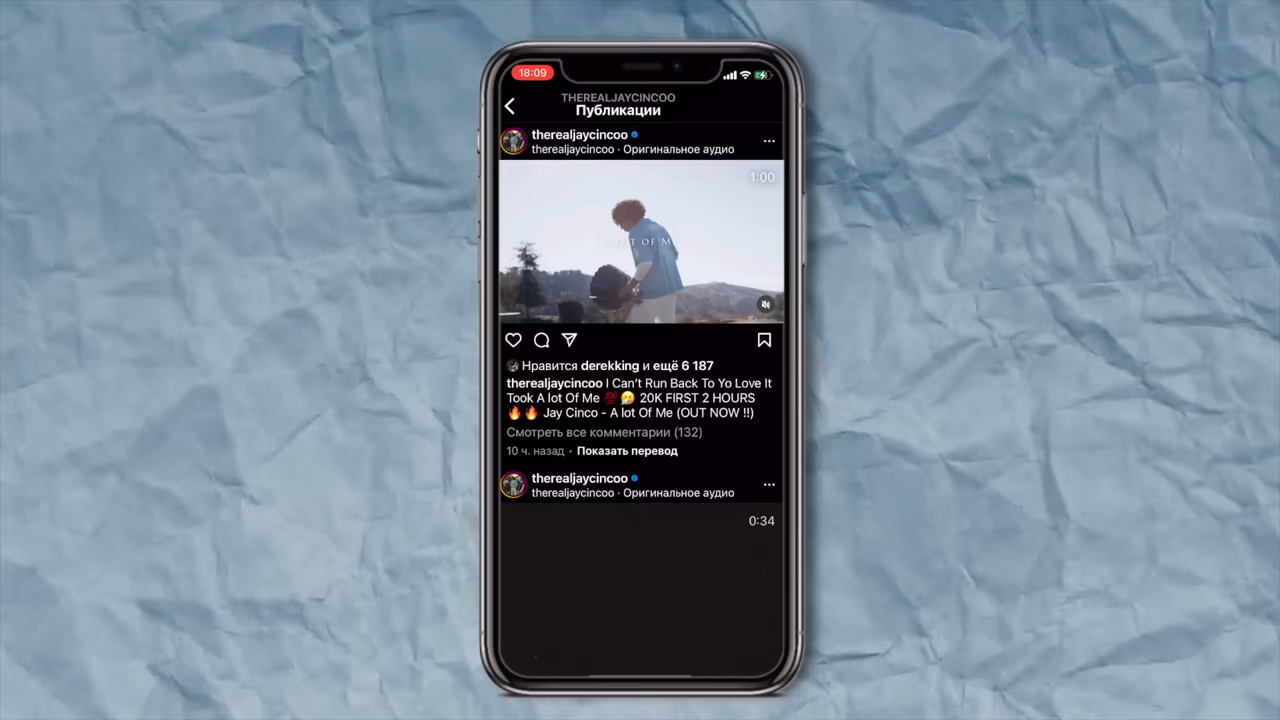 18:09
THEREALJAYCINCOO
Публикации
therealjaycincoo
therealjaycincoo · Оригинальное аудио
1:00
OF M
Нравится derekking и ещё 6 187
therealjaycincoo I Can't Run Back To Yo Love It
Took A lot Of Me 💯🤧 20K FIRST 2 HOURS
🔥🔥 Jay Cinco - A lot Of Me (OUT NOW !!)
Смотреть все комментарии (132)
10 ч. назад · Показать перевод
therealjaycincoo
therealjaycincoo · Оригинальное аудио
0:34